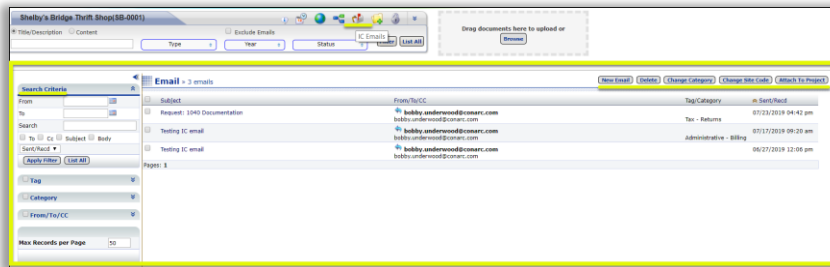 Shelby's Bridge Thrift Shop(SB-0001)
Title/Description Content Exclude Emails
Type Year Status List All
IC Emails
Drag documents here to upload or
Browse
Search Criteria
From
To
Search
To Cc Subject Body
Sent/Recd
Apply Filter List All
Tag
Category
From/To/CC
Max Records per Page 50
Email » 3 emails
New Email Delete Change Category Change Site Code Attach To Project
Subject From/To/CC Tag/Category Sent/Recd
Request: 1040 Documentation bobby.underwood@conarc.com 07/23/2019 04:42 pm
bobby.underwood@conarc.com Tax - Returns
Testing IC email bobby.underwood@conarc.com 07/17/2019 09:20 am
bobby.underwood@conarc.com Administrative - Billing
Testing IC email bobby.underwood@conarc.com 06/27/2019 12:06 pm
bobby.underwood@conarc.com
Pages: 1